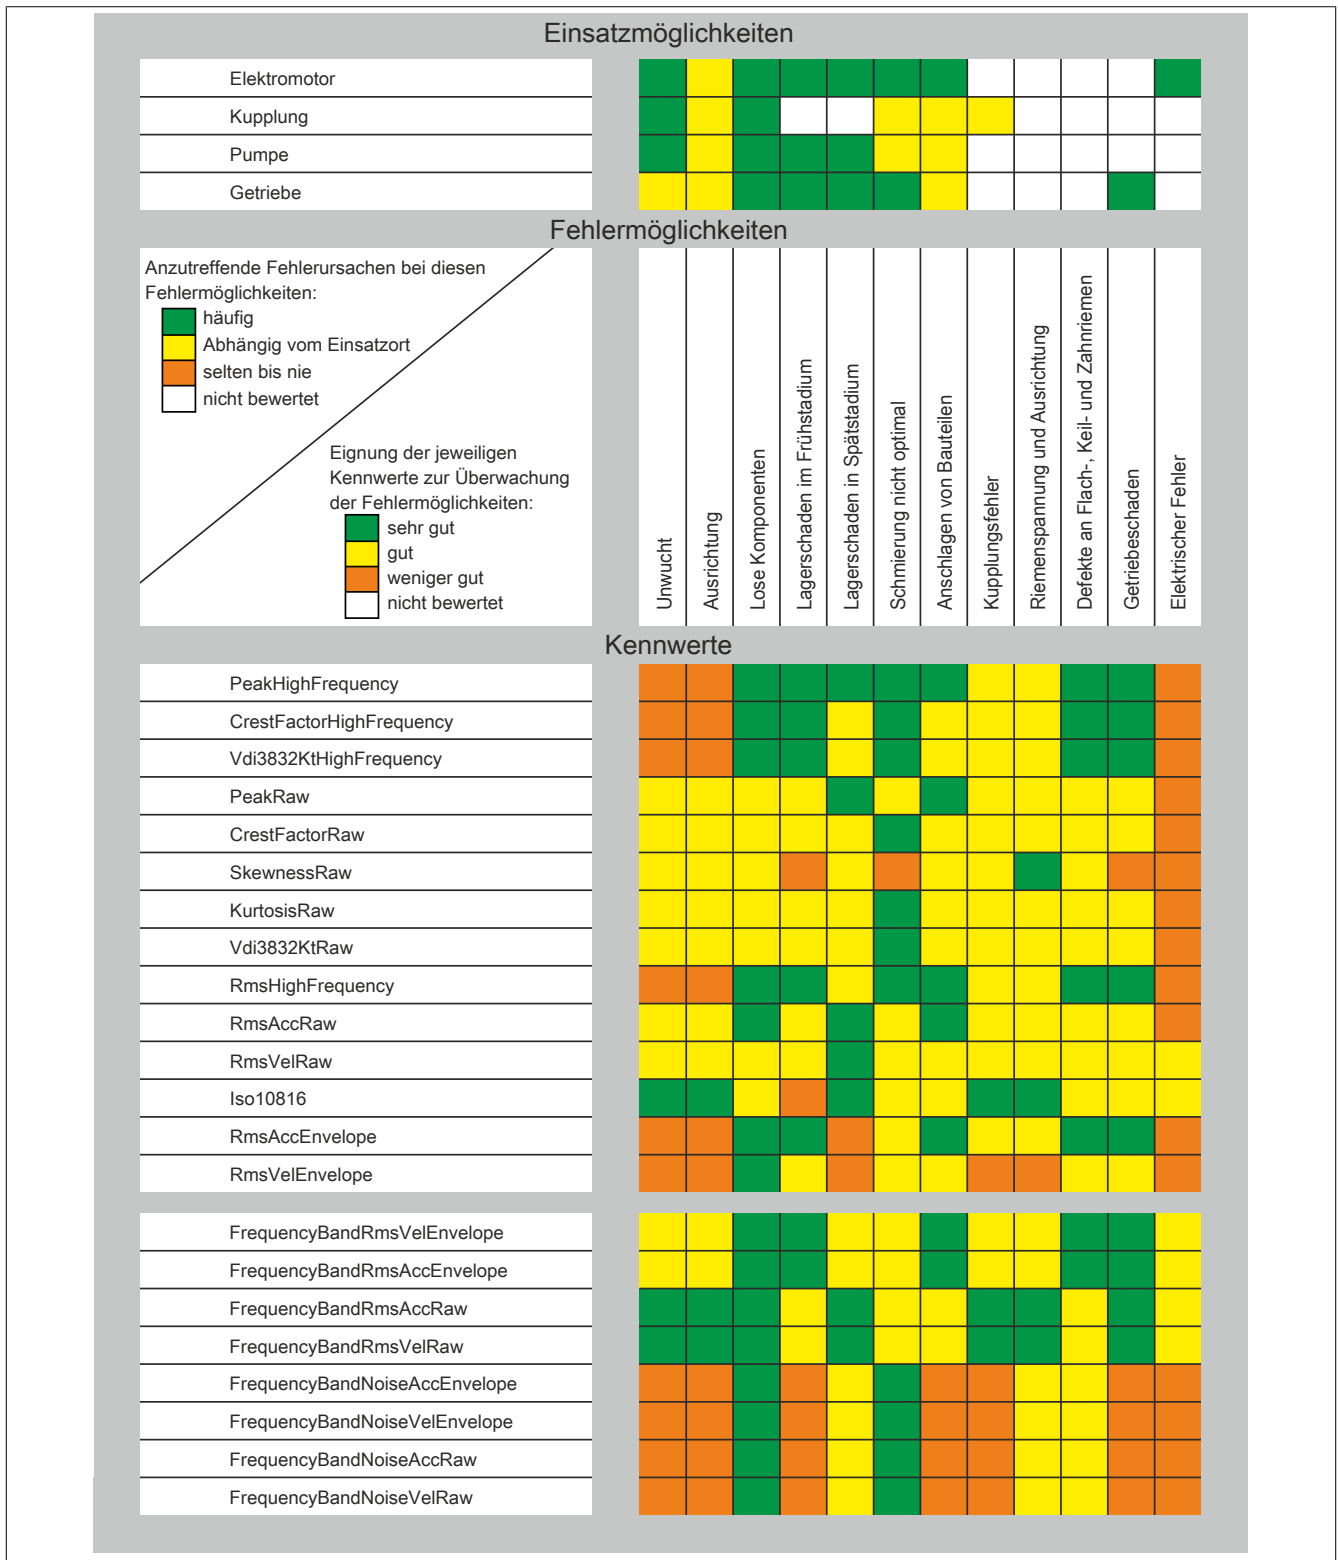 Einsatzmöglichkeiten
Elektromotor
Kupplung
Pumpe
Getriebe
Fehlermöglichkeiten
Anzutreffende Fehlerursachen bei diesen
Fehlermöglichkeiten:
häufig
Abhängig vom Einsatzort
selten bis nie
nicht bewertet
Eignung der jeweiligen
Kennwerte zur Überwachung
der Fehlermöglichkeiten:
sehr gut
gut
weniger gut
nicht bewertet
Unwucht
Ausrichtung
Lose Komponenten
Lagerschaden im Frühstadium
Lagerschaden in Spätstadium
Schmierung nicht optimal
Anschlagen von Bauteilen
Kupplungsfehler
Riemenspannung und Ausrichtung
Defekte an Flach-, Keil- und Zahnriemen
Getriebeschaden
Elektrischer Fehler
Kennwerte
PeakHighFrequency
CrestFactorHighFrequency
Vdi3832KtHighFrequency
PeakRaw
CrestFactorRaw
SkewnessRaw
KurtosisRaw
Vdi3832KtRaw
RmsHighFrequency
RmsAccRaw
RmsVelRaw
Iso10816
RmsAccEnvelope
RmsVelEnvelope
FrequencyBandRmsVelEnvelope
FrequencyBandRmsAccEnvelope
FrequencyBandRmsAccRaw
FrequencyBandRmsVelRaw
FrequencyBandNoiseAccEnvelope
FrequencyBandNoiseVelEnvelope
FrequencyBandNoiseAccRaw
FrequencyBandNoiseVelRaw